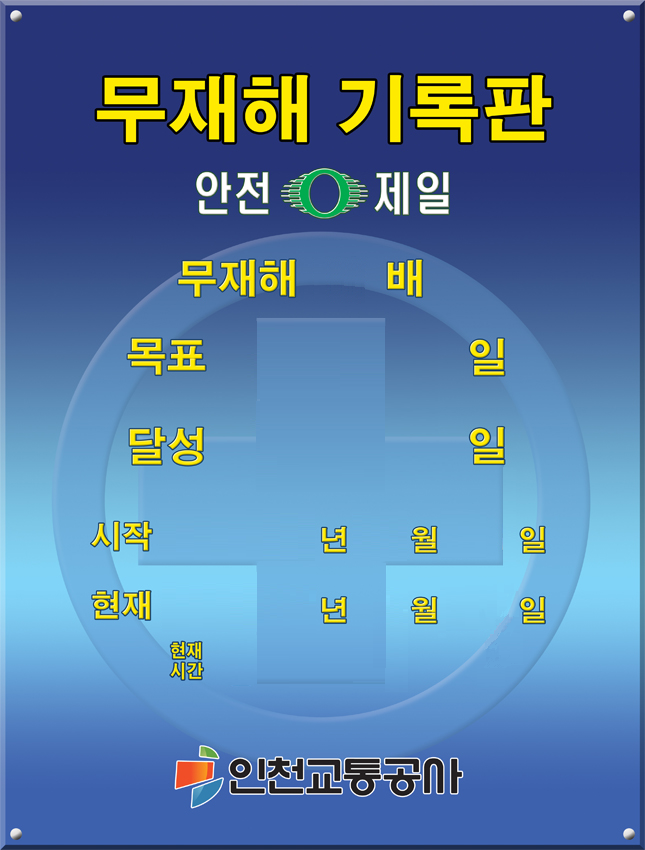 무재해 기록판
안전 제일
무재해 배
목표 일
달성 일
시작 년 월 일
현재 년 월 일
현재
시간
인천교통공사